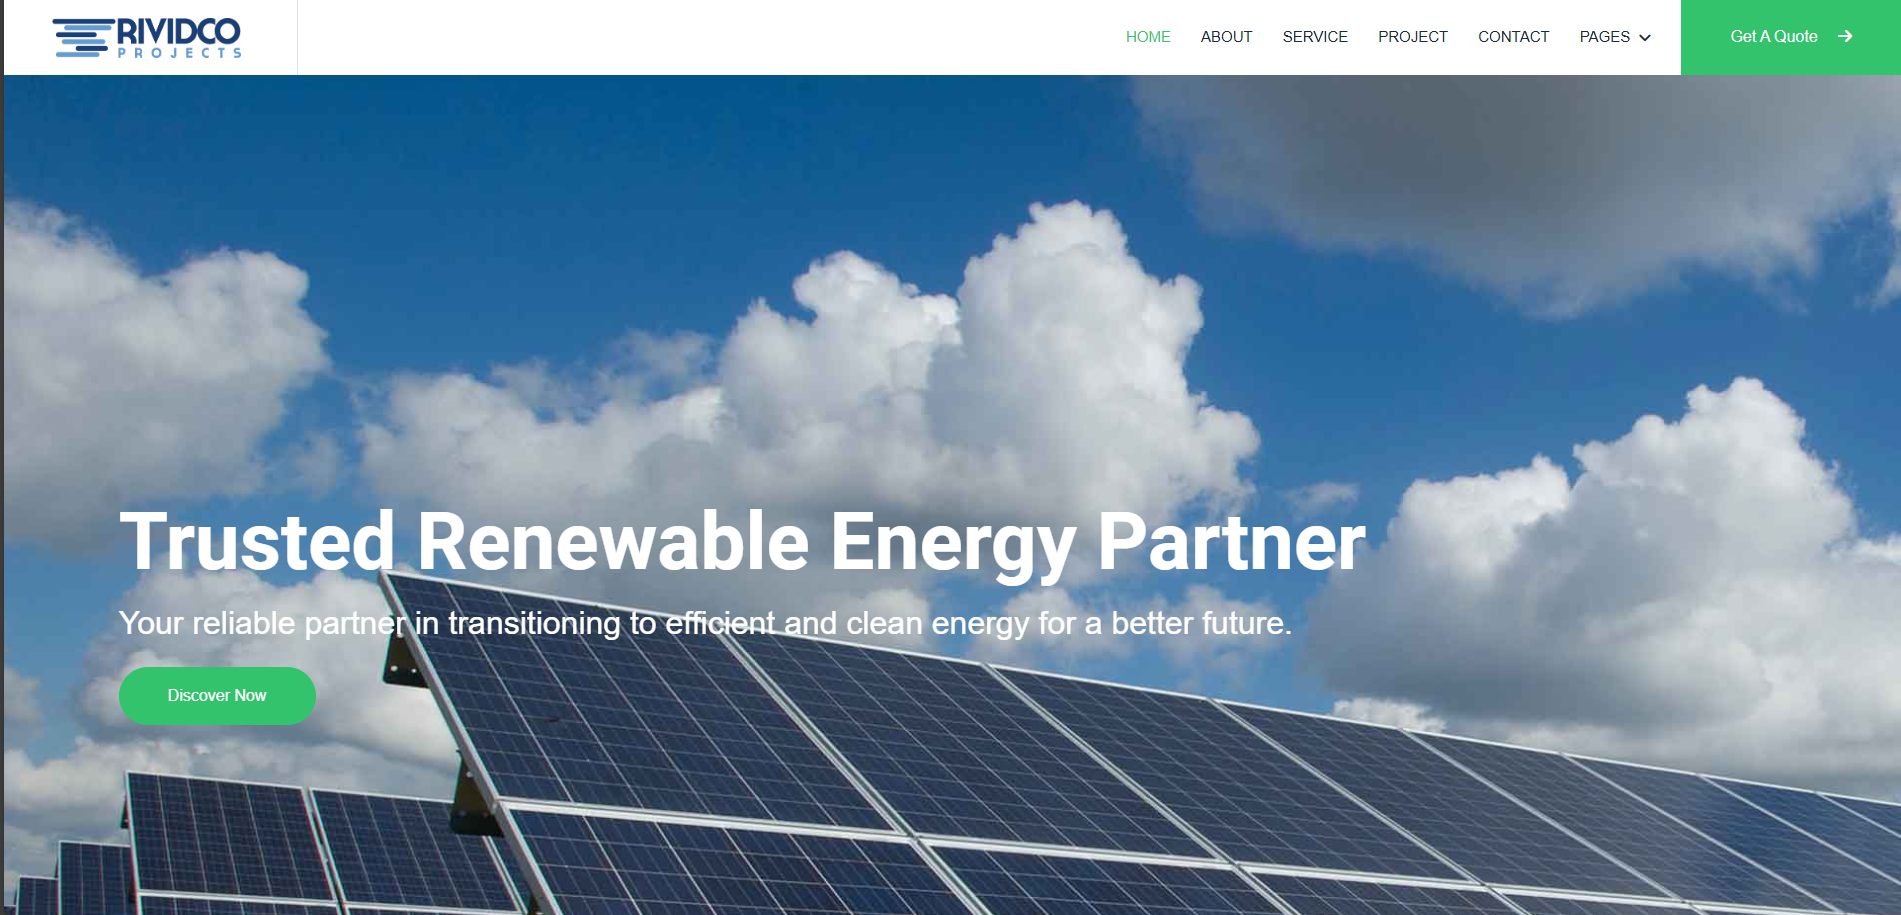 RIVIDCO
PROJECTS
HOME ABOUT SERVICE PROJECT CONTACT PAGES
Get A Quote
Trusted Renewable Energy Partner
Your reliable partner in transitioning to efficient and clean energy for a better future.
Discover Now